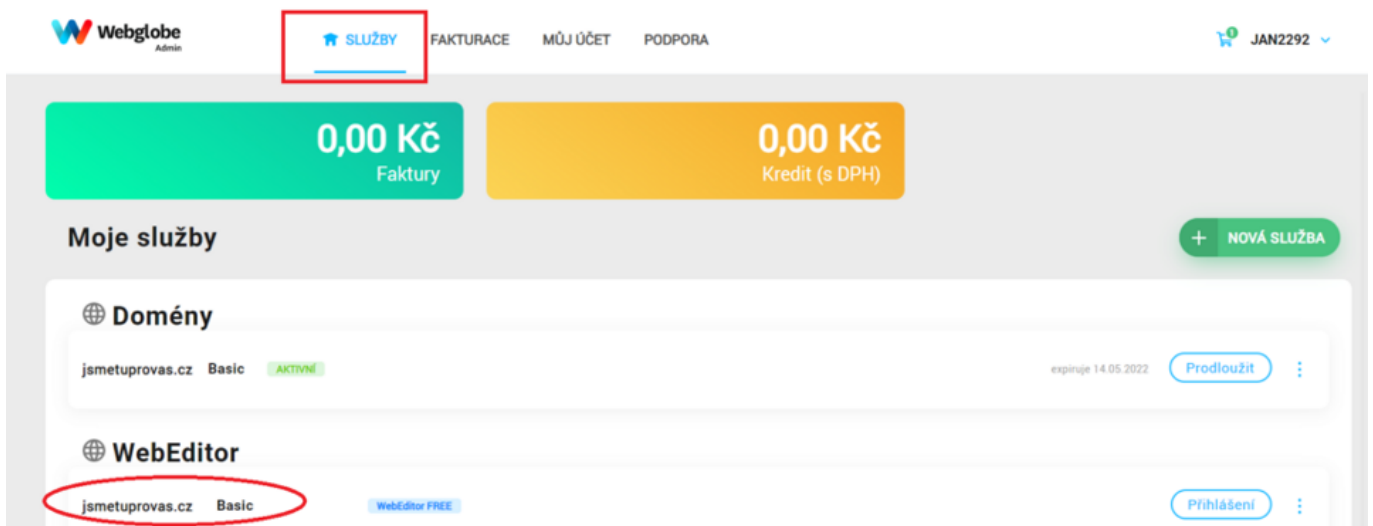 Webglobe
Admin
SLUŽBY FAKTURACE MŮJ ÚČET PODPORA
0 JAN2292
0,00 Kč
Faktury
0,00 Kč
Kredit (s DPH)
Moje služby
+ NOVÁ SLUŽBA
Domény
jsmetuprovas.cz Basic AKTIVNÍ expiruje 14.05.2022 Prodloužit
WebEditor
jsmetuprovas.cz Basic WebEditor FREE Přihlášení